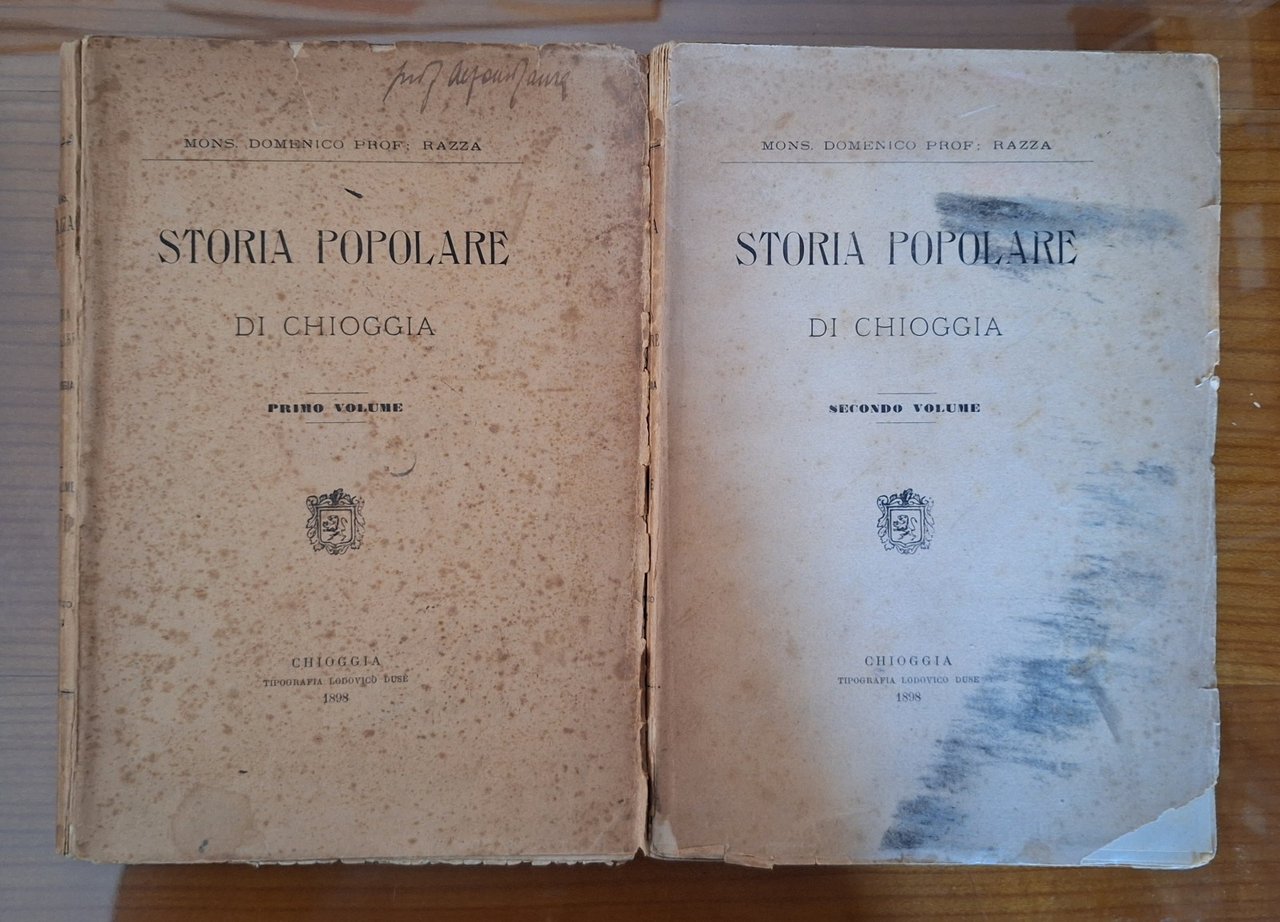 MONS. DOMENICO PROF: RAZZA
STORIA POPOLARE
DI CHIOGGIA
PRIMO VOLUME
CHIOGGIA
TIPOGRAFIA LODOVICO DUSE
1898
MONS. DOMENICO PROF: RAZZA
STORIA POPOLARE
DI CHIOGGIA
SECONDO VOLUME
CHIOGGIA
TIPOGRAFIA LODOVICO DUSE
1898